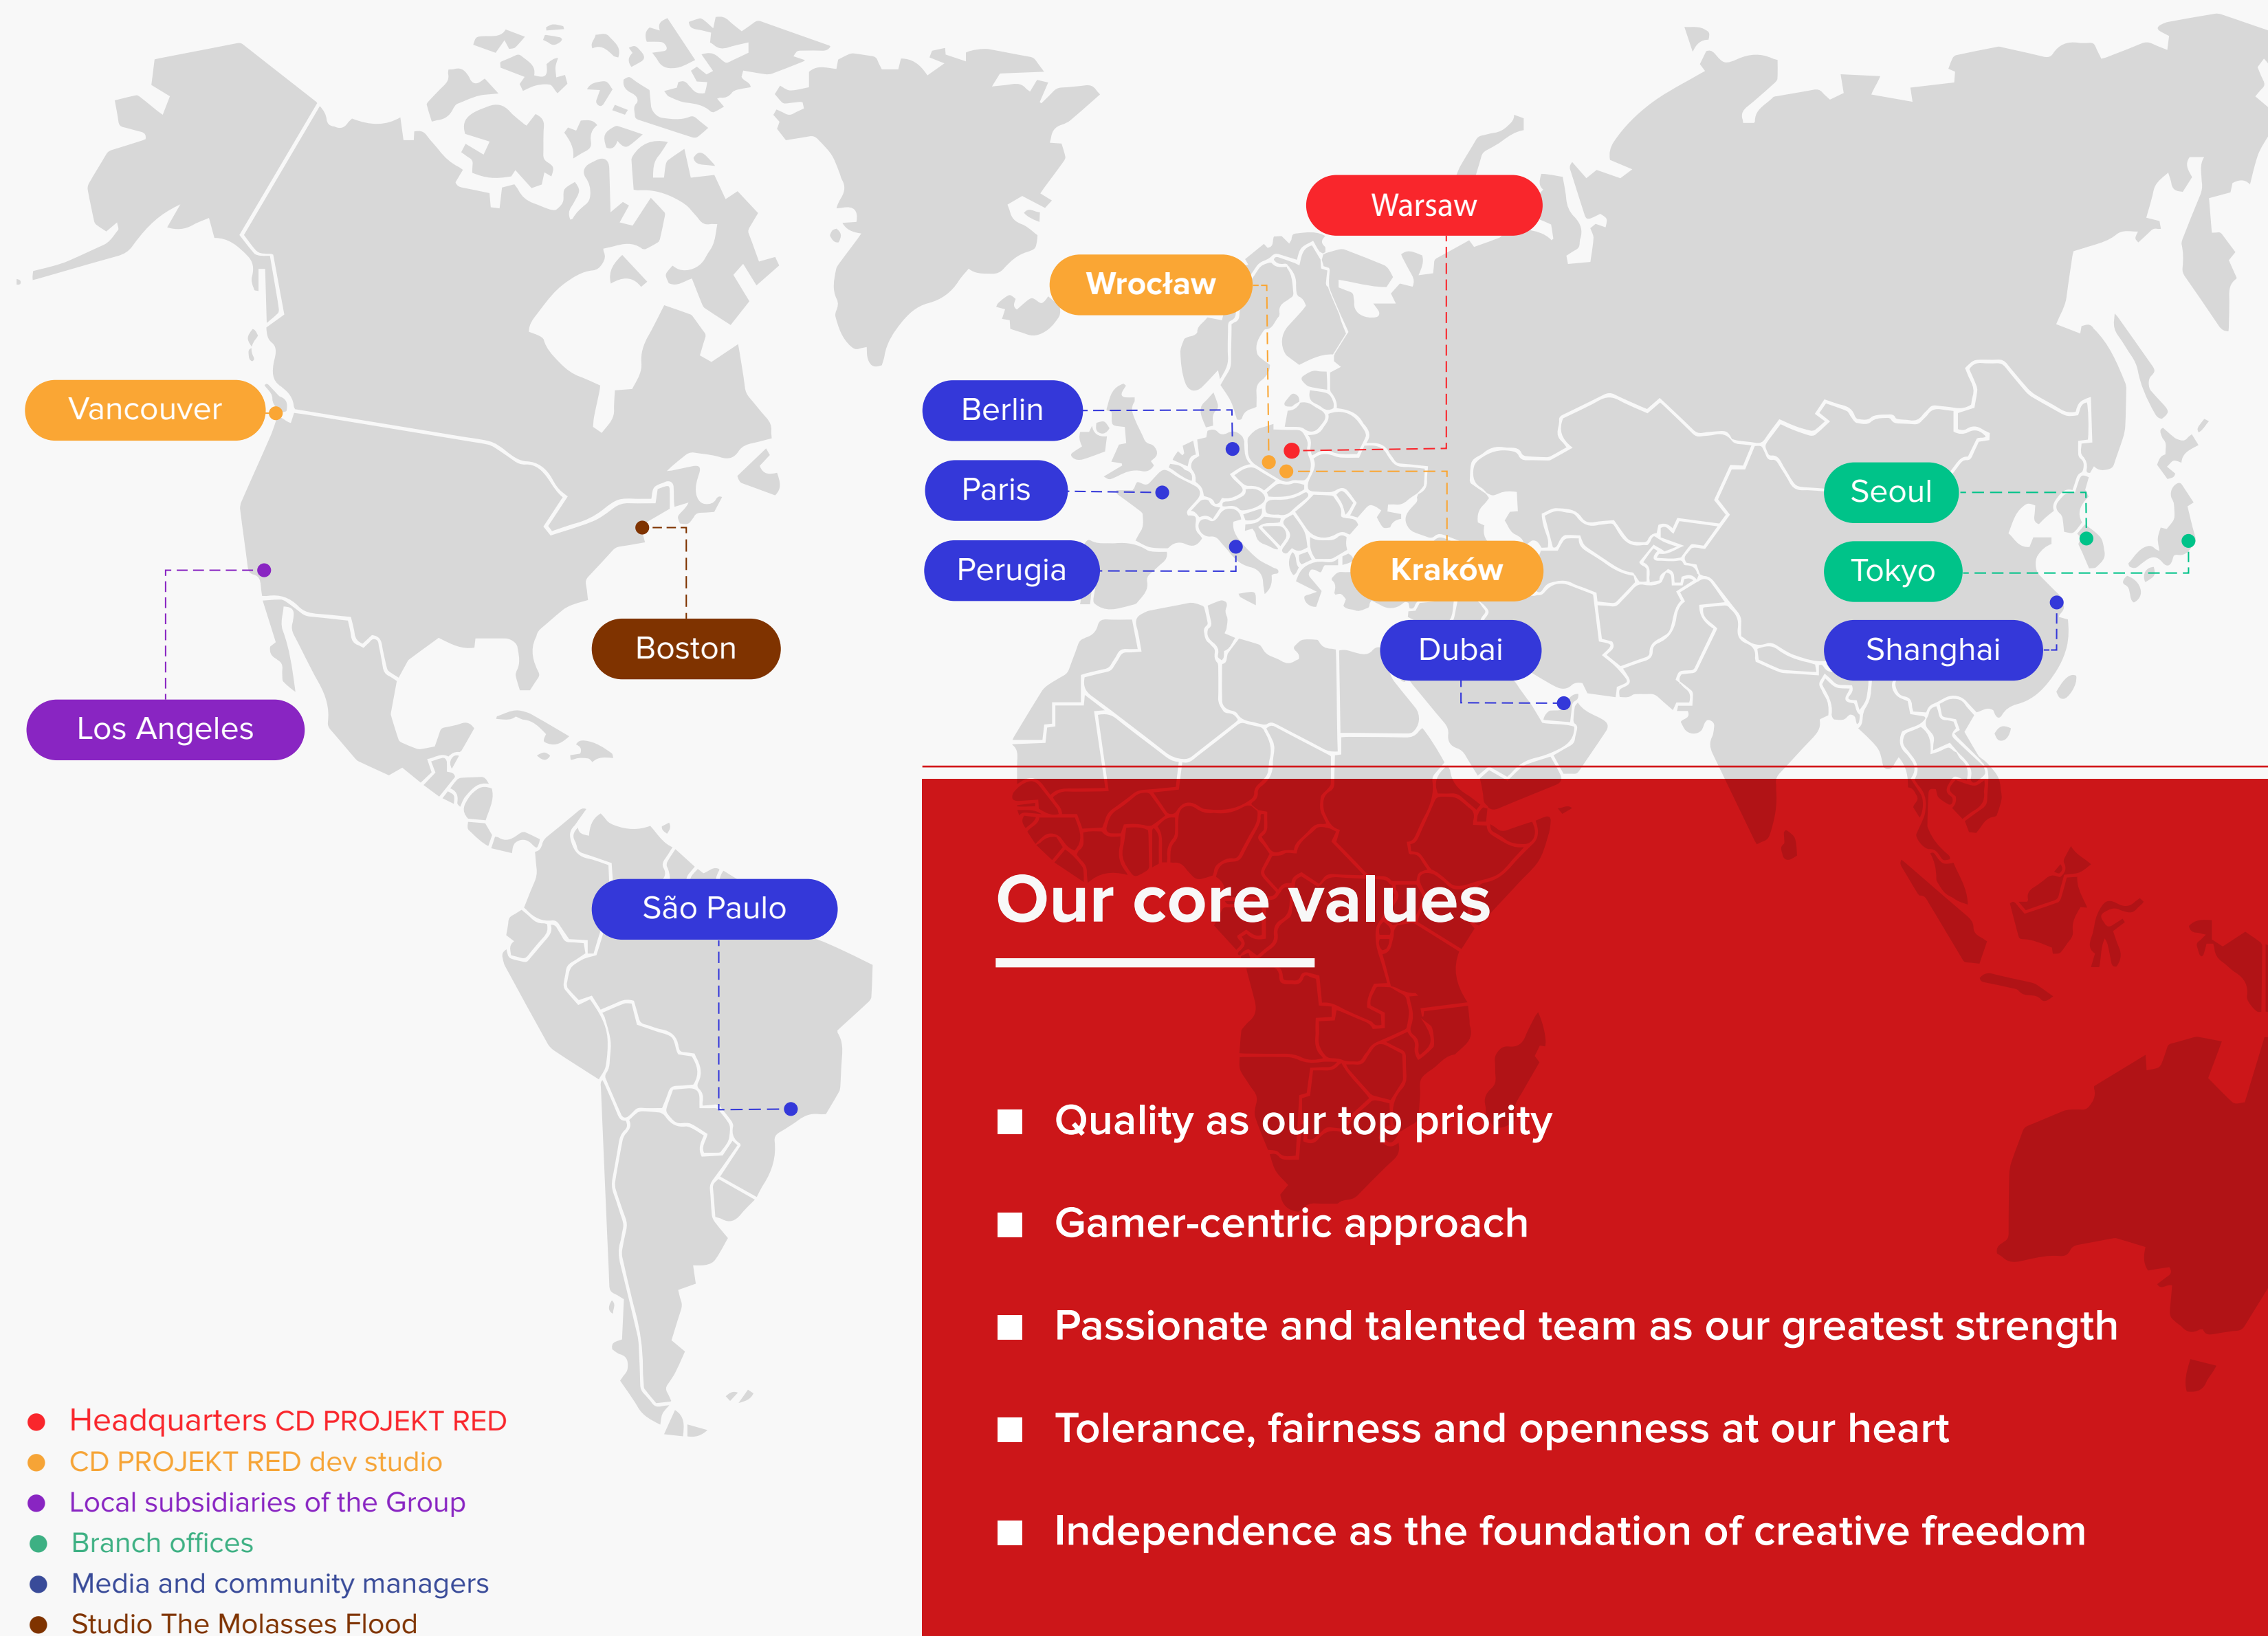 Warsaw
Wrocław
Vancouver
Berlin
Paris
Seoul
Perugia
Kraków
Tokyo
Boston
Dubai
Shanghai
Los Angeles
São Paulo
Our core values
Quality as our top priority
Gamer-centric approach
Passionate and talented team as our greatest strength
Tolerance, fairness and openness at our heart
Independence as the foundation of creative freedom
Headquarters CD PROJEKT RED
CD PROJEKT RED dev studio
Local subsidiaries of the Group
Branch offices
Media and community managers
Studio The Molasses Flood